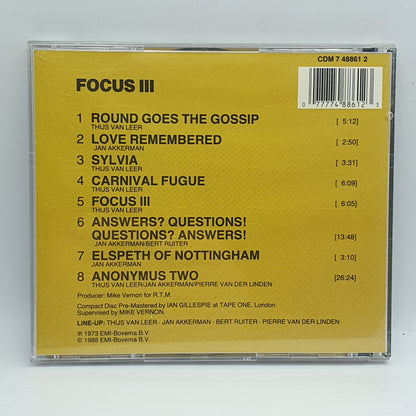 CDM 7 48861 2
0 77774 88612 3
FOCUS III
1 ROUND GOES THE GOSSIP [ 5:12]
THIJS VAN LEER
2 LOVE REMEMBERED [ 2:50]
JAN AKKERMAN
3 SYLVIA [ 3:31]
THIJS VAN LEER
4 CARNIVAL FUGUE [ 6:09]
THIJS VAN LEER
5 FOCUS III [ 6:05]
THIJS VAN LEER
6 ANSWERS? QUESTIONS!
QUESTIONS? ANSWERS! [13:48]
JAN AKKERMAN/BERT RUITER
7 ELSPETH OF NOTTINGHAM [ 3:10]
JAN AKKERMAN
8 ANONYMUS TWO [26:24]
THIJS VAN LEER/JAN AKKERMAN/PIERRE VAN DER LINDEN
Producer: Mike Vernon for R.T.M.
Compact Disc Pre-Mastered by IAN GILLESPIE at TAPE ONE, London.
Supervised by MIKE VERNON.
LINE-UP: THIJS VAN LEER · JAN AKKERMAN · BERT RUITER · PIERRE VAN DER LINDEN
℗ 1973 EMI-Bovema B.V.
© 1988 EMI-Bovema B.V.